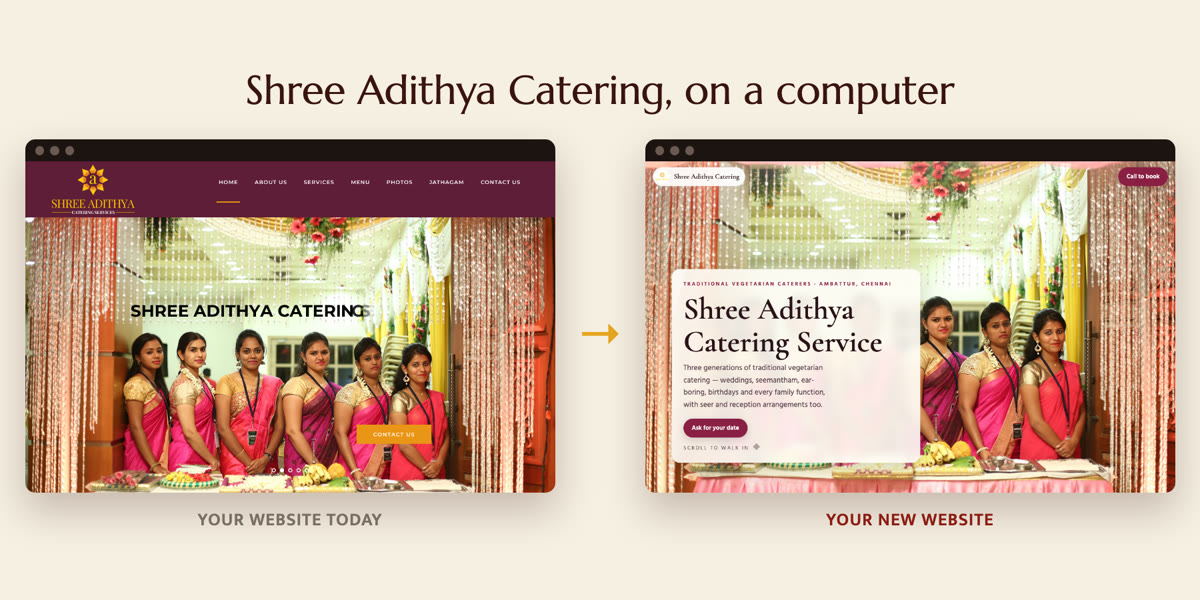 Shree Adithya Catering, on a computer
a
SHREE ADITHYA
CATERING SERVICES
HOME
ABOUT US
SERVICES
MENU
PHOTOS
JATHAGAM
CONTACT US
SHREE ADITHYA CATERING
CONTACT US
YOUR WEBSITE TODAY
Shree Adithya Catering
Call to book
TRADITIONAL VEGETARIAN CATERERS · AMBATTUR, CHENNAI
Shree Adithya
Catering Service
Three generations of traditional vegetarian
catering — weddings, seemantham, ear-
boring, birthdays and every family function,
with seer and reception arrangements too.
Ask for your date
SCROLL TO WALK IN
YOUR NEW WEBSITE